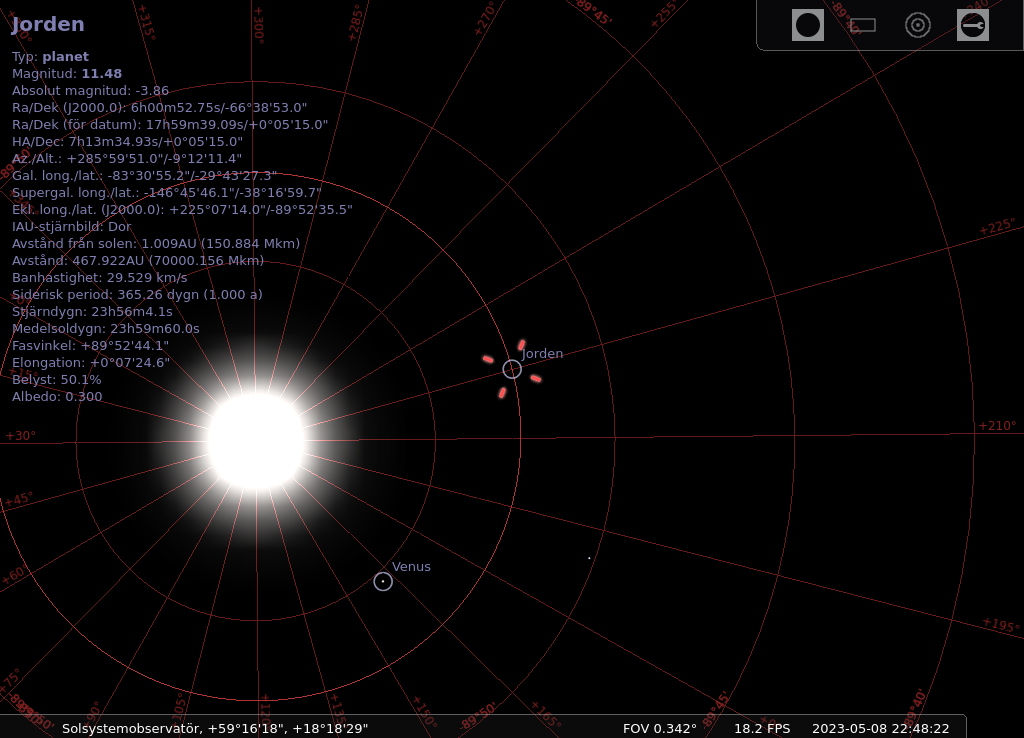 Jorden
Typ: planet
Magnitud: 11.48
Absolut magnitud: -3.86
Ra/Dek (J2000.0): 6h00m52.75s/-66°38'53.0"
Ra/Dek (för datum): 17h59m39.09s/+0°05'15.0"
HA/Dec: 7h13m34.93s/+0°05'15.0"
Az./Alt.: +285°59'51.0"/-9°12'11.4"
Gal. long./lat.: -83°30'55.2"/-29°43'27.3"
Supergal. long./lat.: -146°45'46.1"/-38°16'59.7"
Ekl. long./lat. (J2000.0): +225°07'14.0"/-89°52'35.5"
IAU-stjärnbild: Dor
Avstånd från solen: 1.009AU (150.884 Mkm)
Avstånd: 467.922AU (70000.156 Mkm)
Banhastighet: 29.529 km/s
Siderisk period: 365.26 dygn (1.000 a)
Stjärndygn: 23h56m4.1s
Medelsoldygn: 23h59m60.0s
Fasvinkel: +89°52'44.1"
Elongation: +0°07'24.6"
Belyst: 50.1%
Albedo: 0.300
+315°
+300°
+285°
+270°
-89°45'
+255°
-89°40'
240°
+225°
Jorden
+210°
+30°
+45°
Venus
+60°
+195°
+75°
+90°
+105°
+120°
+135°
+150°
-89°50'
+165°
-89°45'
-89°40'
Solsystemobservatör, +59°16'18", +18°18'29"
FOV 0.342°
18.2 FPS
2023-05-08 22:48:22